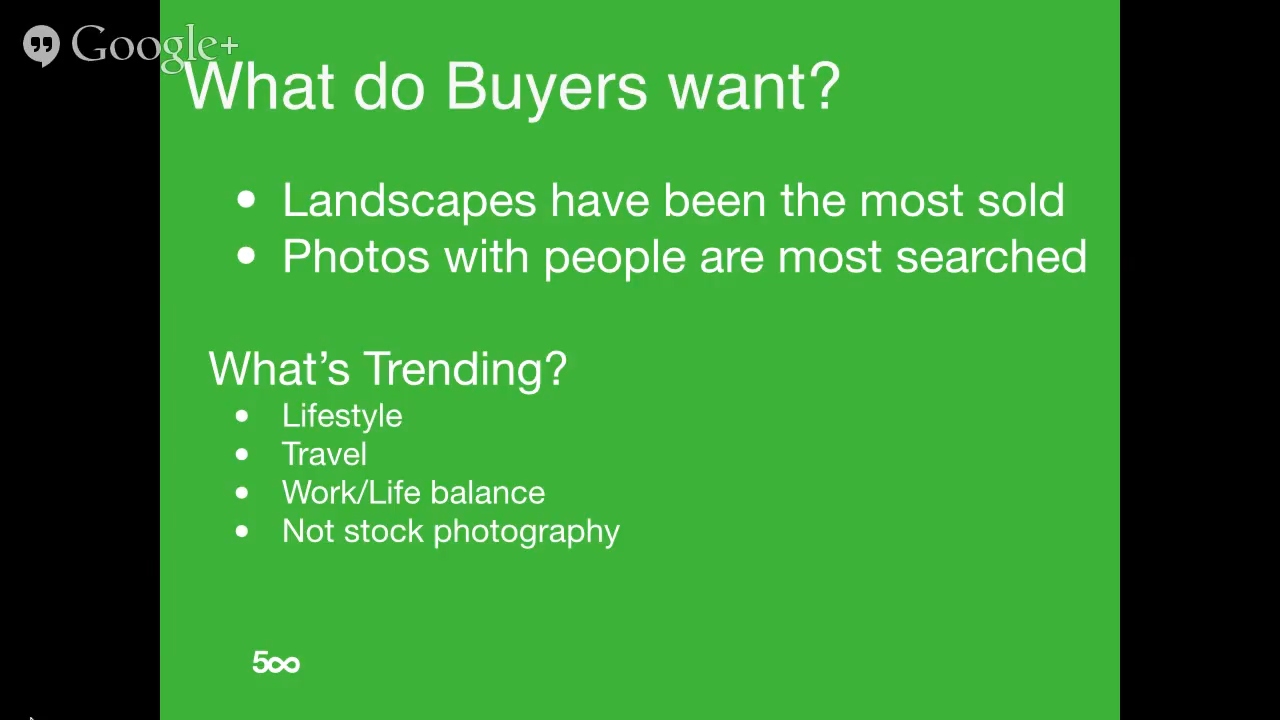 Google+
What do Buyers want?
• Landscapes have been the most sold
• Photos with people are most searched
What’s Trending?
• Lifestyle
• Travel
• Work/Life balance
• Not stock photography
500